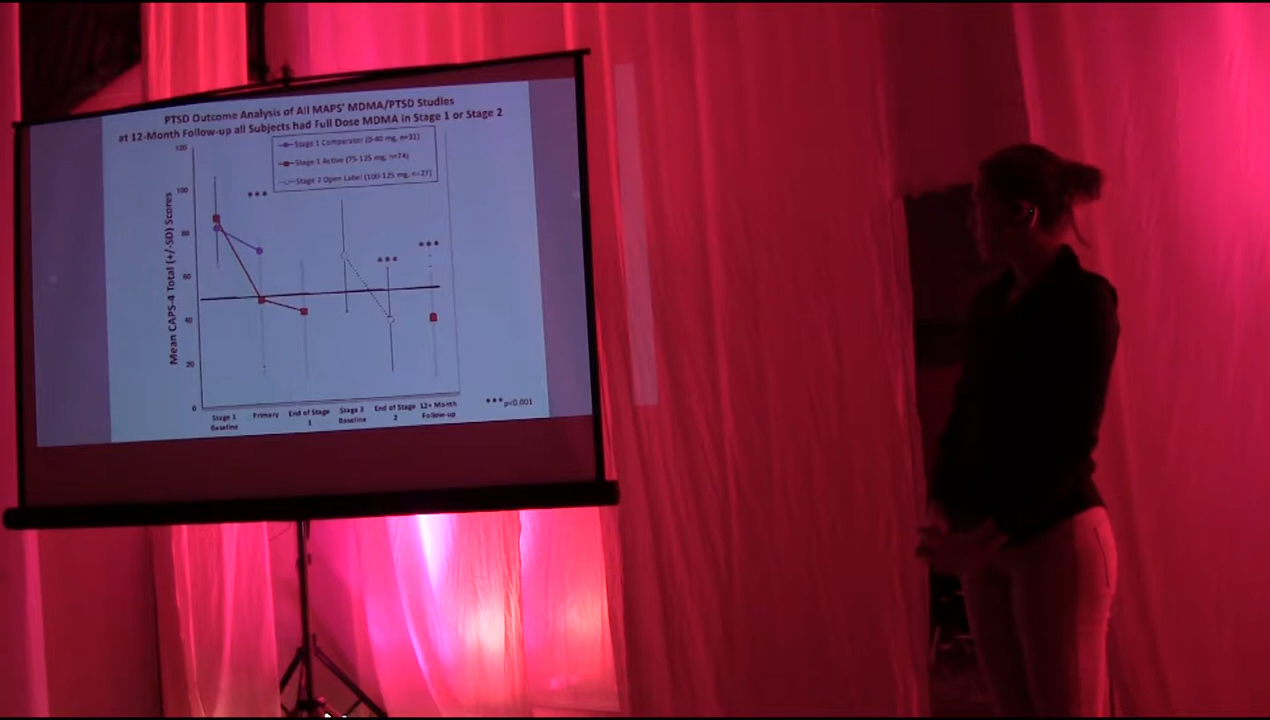 PTSD Outcome Analysis of All MAPS' MDMA/PTSD Studies
at 12-Month Follow-up all Subjects had Full Dose MDMA in Stage 1 or Stage 2
Stage 1 Comparator (0-40 mg, n=31)
Stage 1 Active (75-125 mg, n=74)
Stage 2 Open Label (100-125 mg, n=27)
Mean CAPS-4 Total (+/-SD) Scores
120
100
80
60
40
20
0
***
***
***
Stage 1
Baseline
Primary
End of Stage
1
Stage 2
Baseline
End of Stage
2
12+ Month
Follow-up
***p<0.001